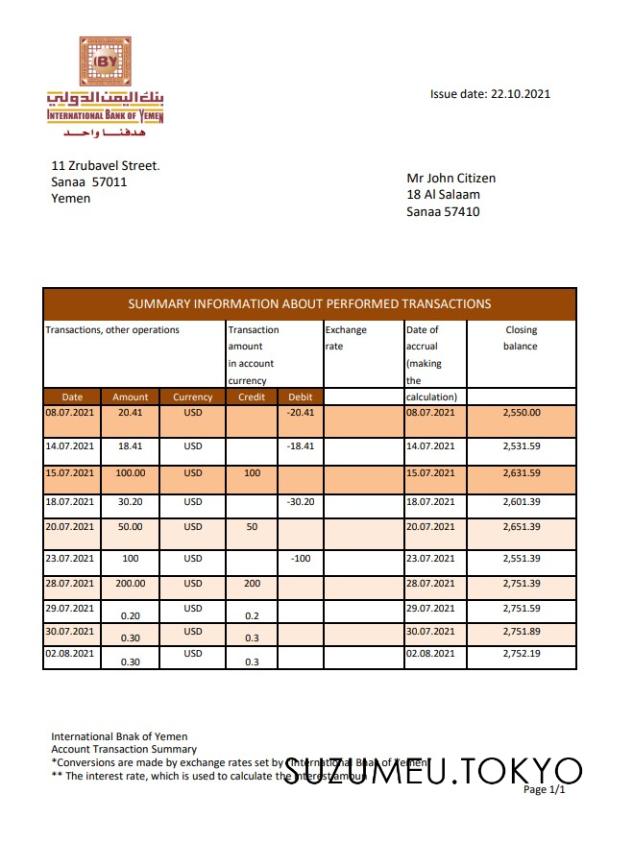 IBY
بنك اليمن الدولي
INTERNATIONAL BANK OF YEMEN
هدفنا واحد
Issue date: 22.10.2021
11 Zrubavel Street.
Sanaa 57011
Yemen
Mr John Citizen
18 Al Salaam
Sanaa 57410
SUMMARY INFORMATION ABOUT PERFORMED TRANSACTIONS
Transactions, other operations Transaction amount in account currency Exchange rate Date of accrual (making the calculation) Closing balance
Date Amount Currency Credit Debit
08.07.2021 20.41 USD -20.41 08.07.2021 2,550.00
14.07.2021 18.41 USD -18.41 14.07.2021 2,531.59
15.07.2021 100.00 USD 100 15.07.2021 2,631.59
18.07.2021 30.20 USD -30.20 18.07.2021 2,601.39
20.07.2021 50.00 USD 50 20.07.2021 2,651.39
23.07.2021 100 USD -100 23.07.2021 2,551.39
28.07.2021 200.00 USD 200 28.07.2021 2,751.39
29.07.2021 0.20 USD 0.2 29.07.2021 2,751.59
30.07.2021 0.30 USD 0.3 30.07.2021 2,751.89
02.08.2021 0.30 USD 0.3 02.08.2021 2,752.19
International Bnak of Yemen
Account Transaction Summary
*Conversions are made by exchange rates set by "International Bnak of Yemen"
** The interest rate, which is used to calculate the interest amoun
SUZUMEU.TOKYO
Page 1/1